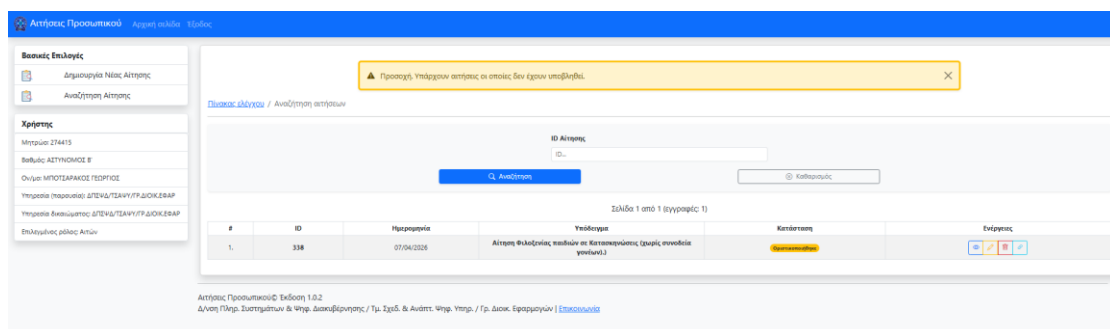 Αιτήσεις Προσωπικού Αρχική σελίδα Έξοδος
Βασικές Επιλογές
Δημιουργία Νέας Αίτησης
Αναζήτηση Αίτησης
Χρήστης
Μητρώο: 274415
Βαθμός: ΑΣΤΥΝΟΜΟΣ Β'
Ον/μο: ΜΠΟΤΣΑΡΑΚΟΣ ΓΕΩΡΓΙΟΣ
Υπηρεσία (παρουσία): ΔΠΣΨΔ/ΤΣΑΨΥ/ΓΡ.ΔΙΟΙΚ.ΕΦΑΡ
Υπηρεσία δικαιώματος: ΔΠΣΨΔ/ΤΣΑΨΥ/ΓΡ.ΔΙΟΙΚ.ΕΦΑΡ
Επιλεγμένος ρόλος: Αιτών
Προσοχή. Υπάρχουν αιτήσεις οι οποίες δεν έχουν υποβληθεί.
Πίνακας ελέγχου / Αναζήτηση αιτήσεων
ID Αίτησης
ID...
Αναζήτηση Καθαρισμός
Σελίδα 1 από 1 (εγγραφές: 1)
# ID Ημερομηνία Υπόδειγμα Κατάσταση Ενέργειες
1. 338 07/04/2026 Αίτηση Φιλοξενίας παιδιών σε Κατασκηνώσεις (χωρίς συνοδεία γονέων).) Οριστικοποιήθηκε
Αιτήσεις Προσωπικού© Έκδοση 1.0.2
Δ/νση Πληρ. Συστημάτων & Ψηφ. Διακυβέρνησης / Τμ. Σχεδ. & Ανάπτ. Ψηφ. Υπηρ. / Γρ. Διοικ. Εφαρμογών | Επικοινωνία